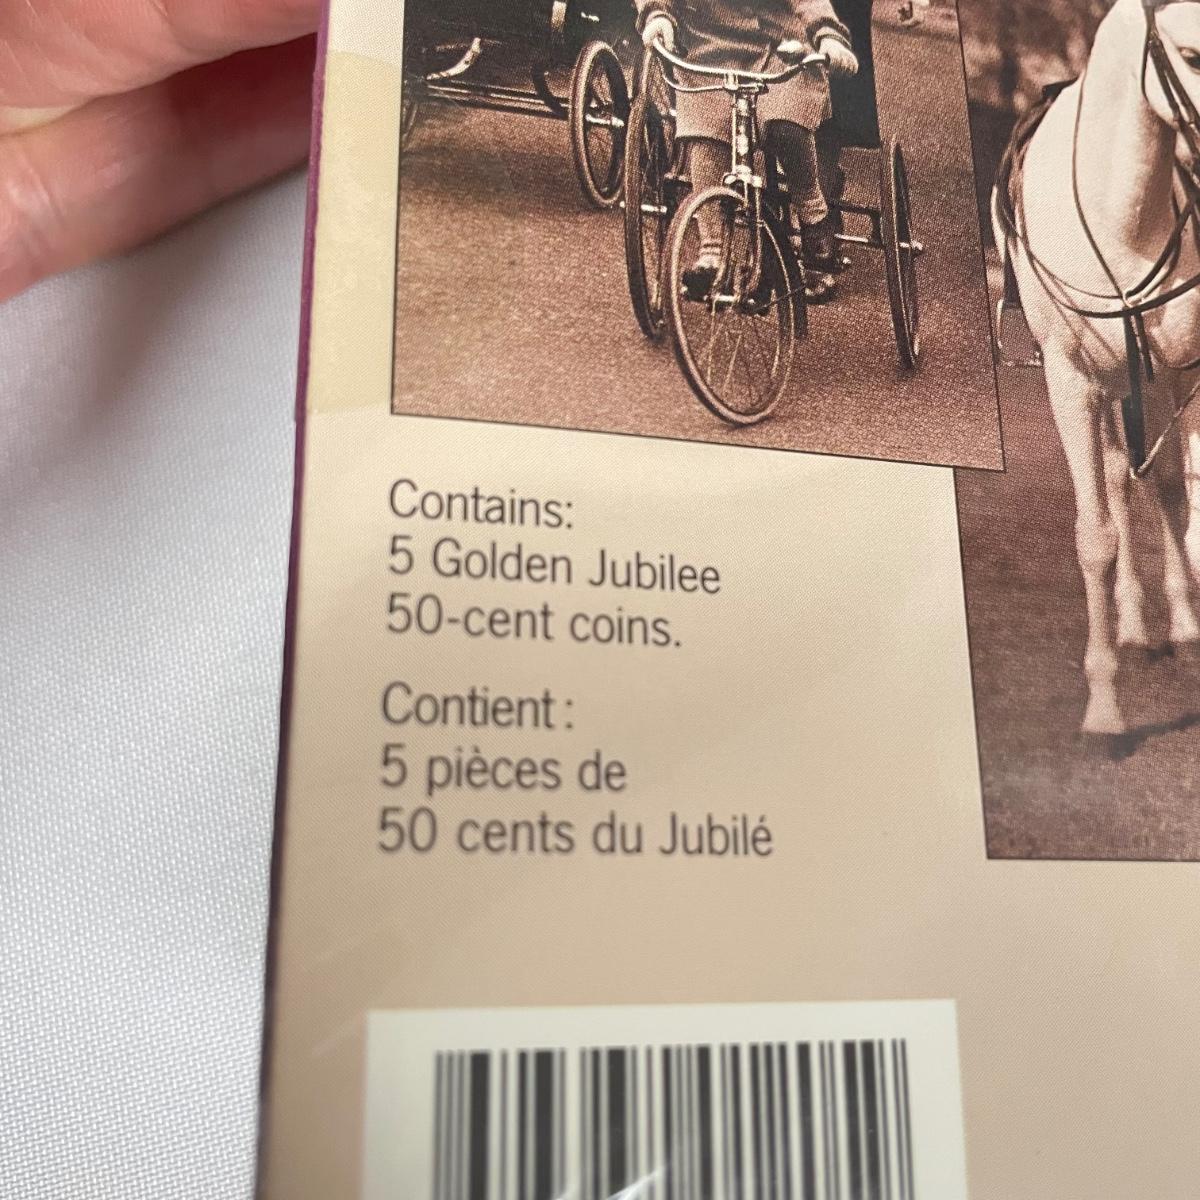 Contains:
5 Golden Jubilee
50-cent coins.
Contient :
5 pièces de
50 cents du Jubilé